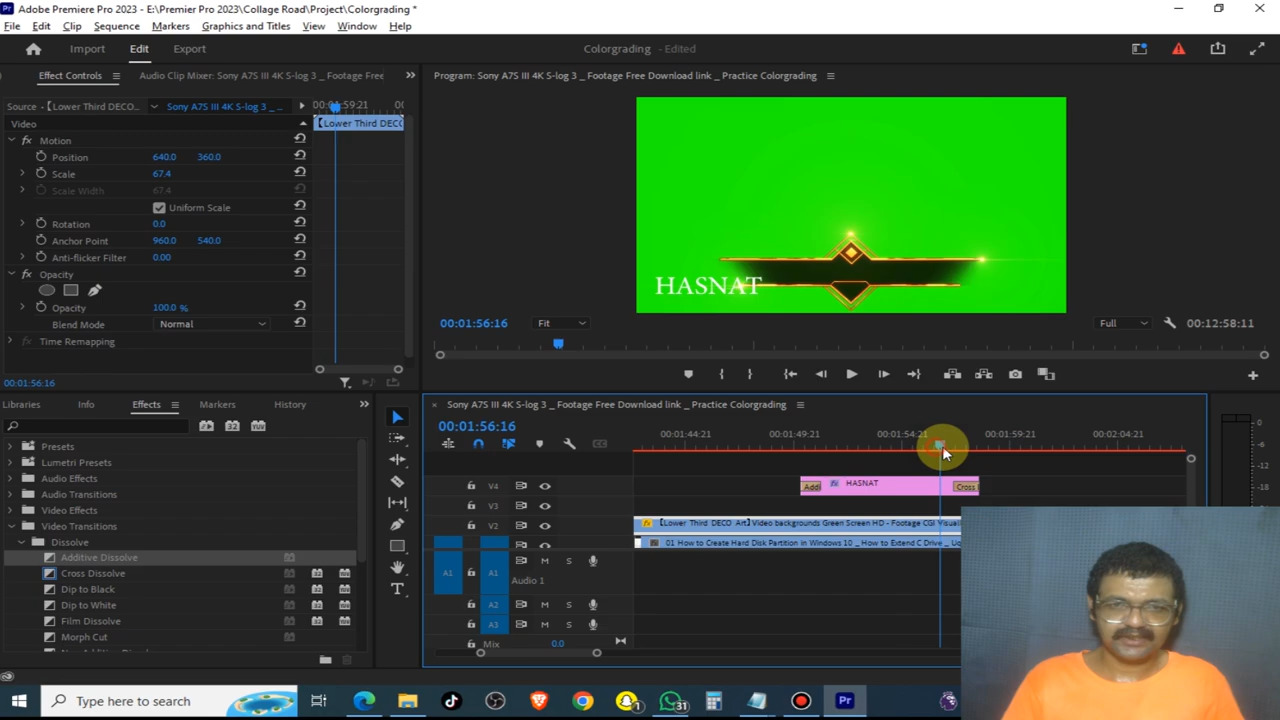 Adobe Premiere Pro 2023 - E:\Premier Pro 2023\Collage Road\Project\Colorgrading *
File Edit Clip Sequence Markers Graphics and Titles View Window Help
Import Edit Export
Colorgrading - Edited
Effect Controls Audio Clip Mixer: Sony A7S III 4K S-log 3 _ Footage Free
Program: Sony A7S III 4K S-log 3 _ Footage Free Download link _ Practice Colorgrading
Source - 【Lower Third DECO... Sony A7S III 4K S-log 3 _ ...
Video
【Lower Third DEC
Motion
Position 640.0 360.0
Scale 67.4
Scale Width 67.4
Uniform Scale
Rotation 0.0
Anchor Point 960.0 540.0
Anti-flicker Filter 0.00
Opacity
Opacity 100.0 %
Blend Mode Normal
Time Remapping
00:01:56:16
HASNAT
00:01:56:16 Fit Full 00:12:58:11
Libraries Info Effects Markers History
Presets
Lumetri Presets
Audio Effects
Audio Transitions
Video Effects
Video Transitions
Dissolve
Additive Dissolve
Cross Dissolve
Dip to Black
Dip to White
Film Dissolve
Morph Cut
Sony A7S III 4K S-log 3 _ Footage Free Download link _ Practice Colorgrading
00:01:56:16
00:01:44:21 00:01:49:21 00:01:54:21 00:01:59:21 00:02:04:21
V4 Addi HASNAT Cross
V3
V2 【Lower Third DECO Art】Video backgrounds Green Screen HD - Footage CGI Visual
01 How to Create Hard Disk Partition in Windows 10 _ How to Extend C Drive _
A1 A1 M S
Audio 1
A2 M S
A3 M S
Mix 0.0
0
-6
-12
-18
Type here to search
1
31
Pr